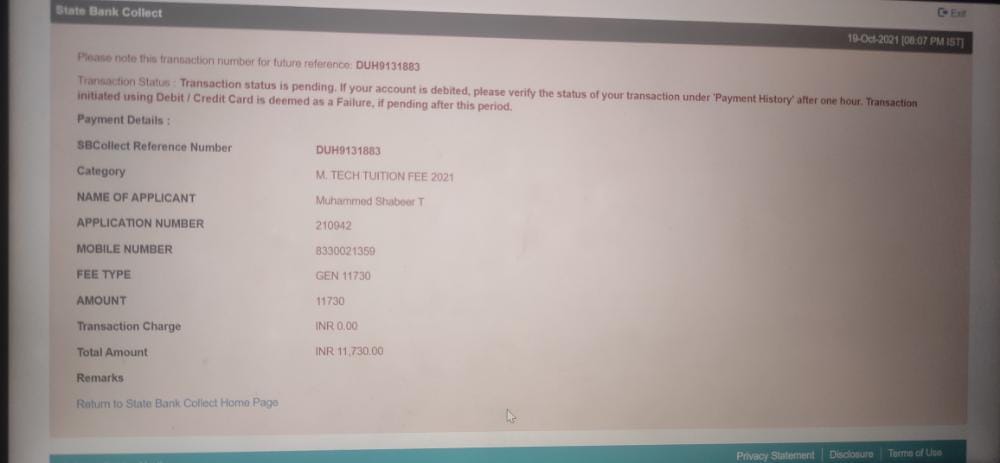 State Bank Collect
Exit
19-Oct-2021 [08:07 PM IST]
Please note this transaction number for future reference: DUH9131883
Transaction Status : Transaction status is pending. If your account is debited, please verify the status of your transaction under 'Payment History' after one hour. Transaction
initiated using Debit / Credit Card is deemed as a Failure, if pending after this period.
Payment Details :
SBCollect Reference Number DUH9131883
Category M. TECH TUITION FEE 2021
NAME OF APPLICANT Muhammed Shabeer T
APPLICATION NUMBER 210942
MOBILE NUMBER 8330021359
FEE TYPE GEN 11730
AMOUNT 11730
Transaction Charge INR 0.00
Total Amount INR 11,730.00
Remarks
Return to State Bank Collect Home Page
Privacy Statement | Disclosure | Terms of Use